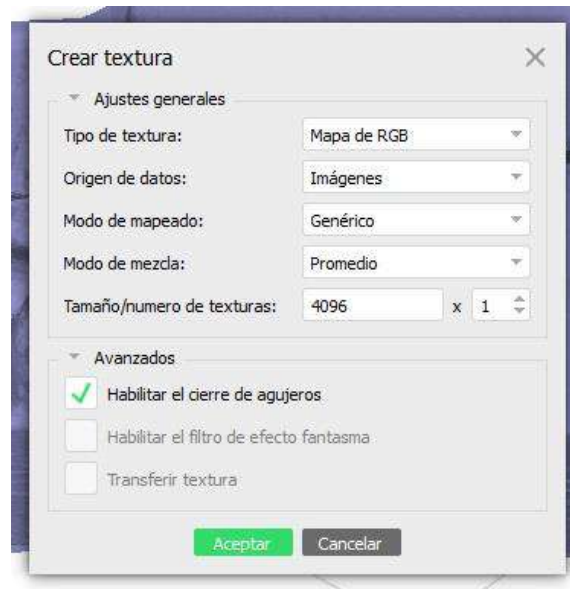 Crear textura
Ajustes generales
Tipo de textura: Mapa de RGB
Origen de datos: Imágenes
Modo de mapeado: Genérico
Modo de mezcla: Promedio
Tamaño/numero de texturas: 4096 x 1
Avanzados
Habilitar el cierre de agujeros
Habilitar el filtro de efecto fantasma
Transferir textura
Aceptar Cancelar